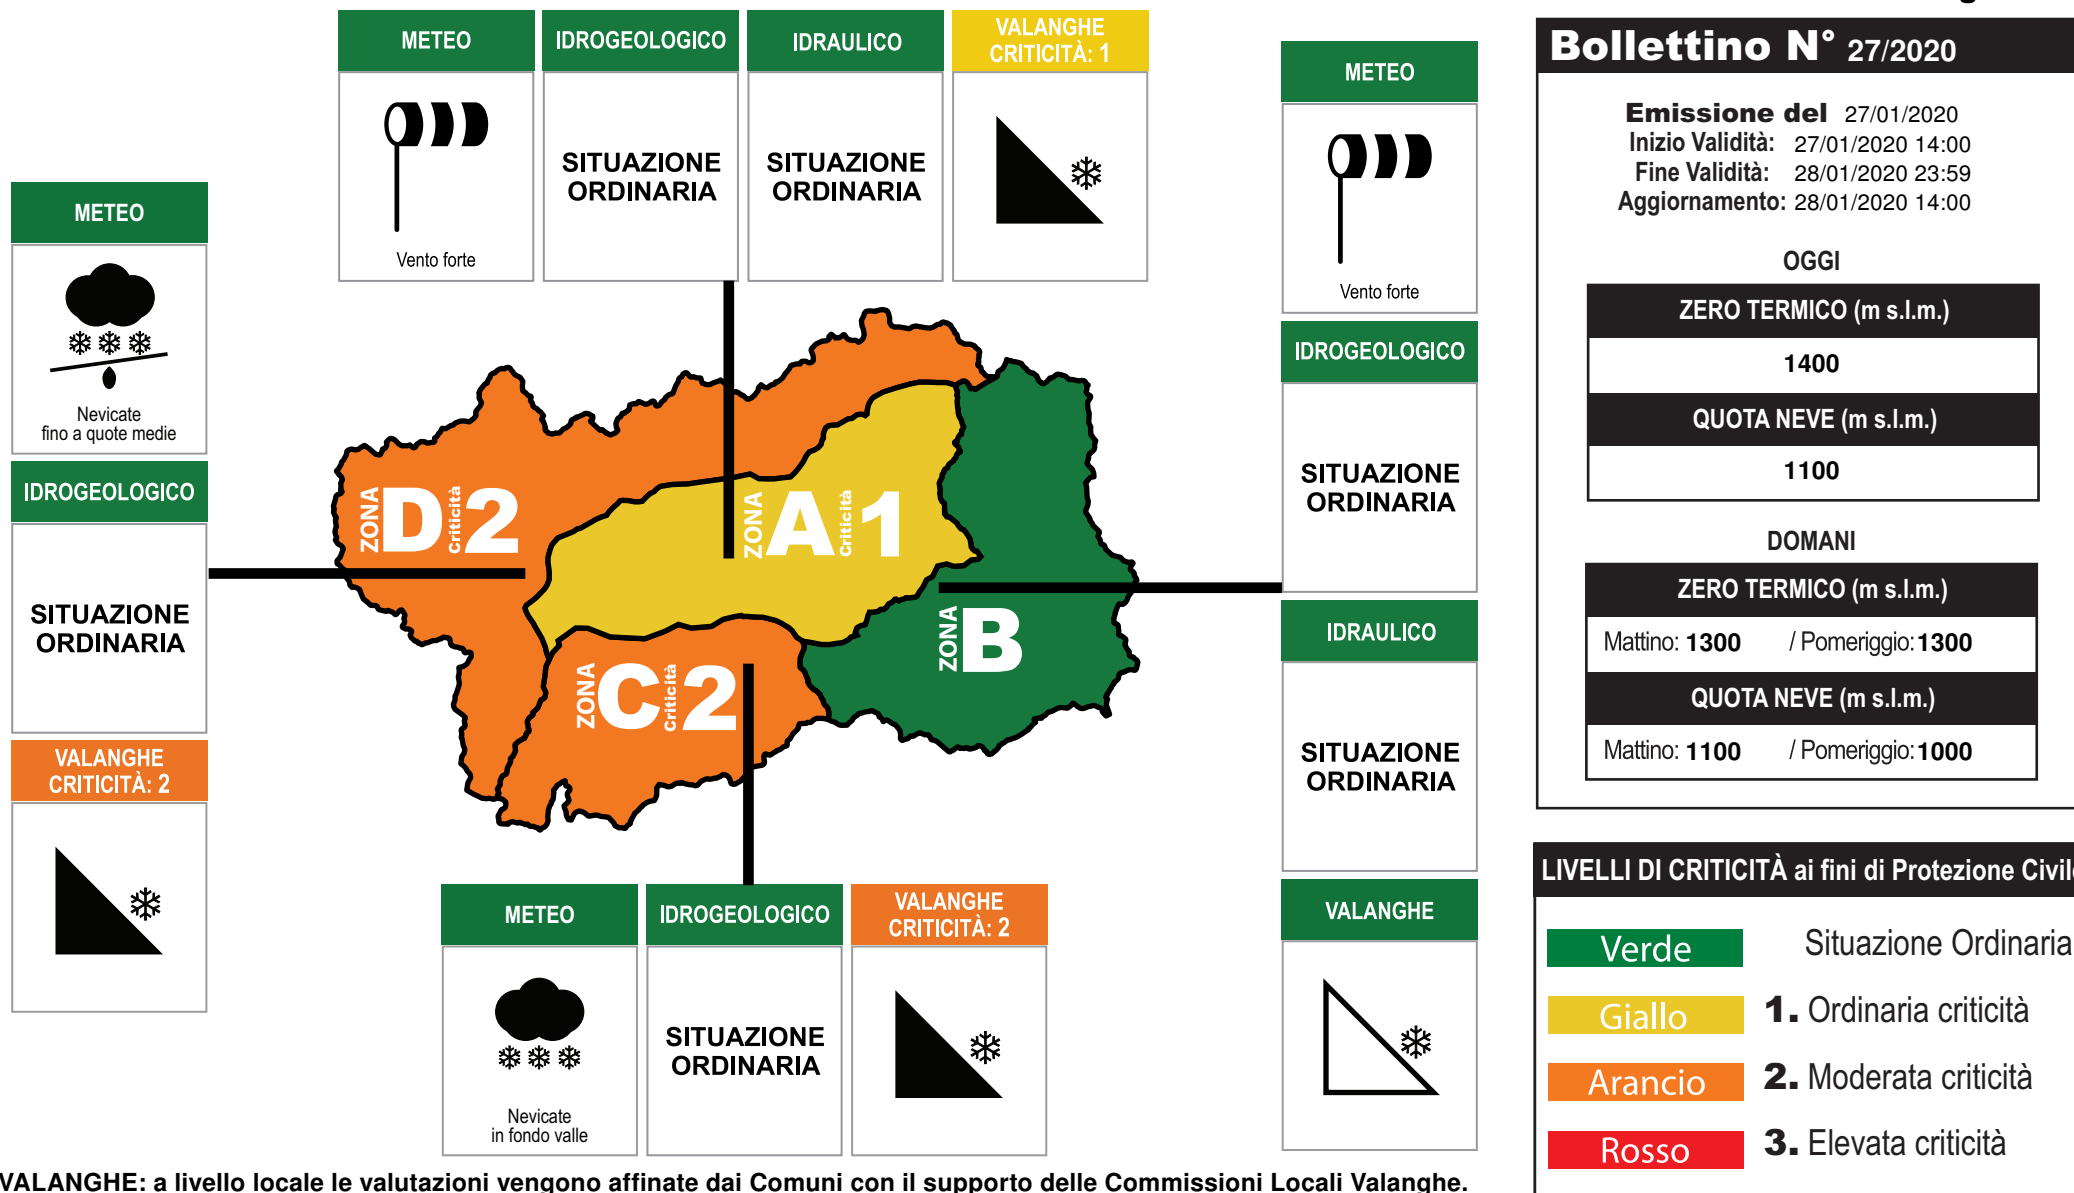 METEO
Vento forte
IDROGEOLOGICO
SITUAZIONE
ORDINARIA
IDRAULICO
SITUAZIONE
ORDINARIA
VALANGHE
CRITICITÀ: 1
METEO
Nevicate
fino a quote medie
IDROGEOLOGICO
SITUAZIONE
ORDINARIA
VALANGHE
CRITICITÀ: 2
ZONA D Criticità 2
ZONA A Criticità 1
ZONA B
ZONA C Criticità 2
METEO
Nevicate
in fondo valle
IDROGEOLOGICO
SITUAZIONE
ORDINARIA
VALANGHE
CRITICITÀ: 2
METEO
Vento forte
IDROGEOLOGICO
SITUAZIONE
ORDINARIA
IDRAULICO
SITUAZIONE
ORDINARIA
VALANGHE
Bollettino N° 27/2020
Emissione del 27/01/2020
Inizio Validità: 27/01/2020 14:00
Fine Validità: 28/01/2020 23:59
Aggiornamento: 28/01/2020 14:00
OGGI
ZERO TERMICO (m s.l.m.)
1400
QUOTA NEVE (m s.l.m.)
1100
DOMANI
ZERO TERMICO (m s.l.m.)
Mattino: 1300 / Pomeriggio: 1300
QUOTA NEVE (m s.l.m.)
Mattino: 1100 / Pomeriggio: 1000
LIVELLI DI CRITICITÀ ai fini di Protezione Civile
Verde Situazione Ordinaria
Giallo 1. Ordinaria criticità
Arancio 2. Moderata criticità
Rosso 3. Elevata criticità
VALANGHE: a livello locale le valutazioni vengono affinate dai Comuni con il supporto delle Commissioni Locali Valanghe.